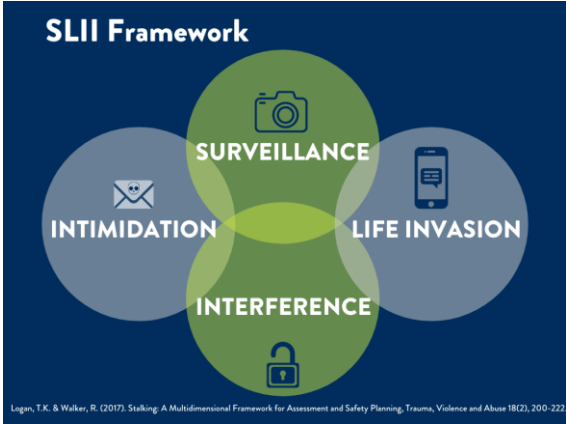 SLII Framework
SURVEILLANCE
INTIMIDATION
LIFE INVASION
INTERFERENCE
Logan, T.K. & Walker, R. (2017). Stalking: A Multidimensional Framework for Assessment and Safety Planning, Trauma, Violence and Abuse 18(2), 200-222.